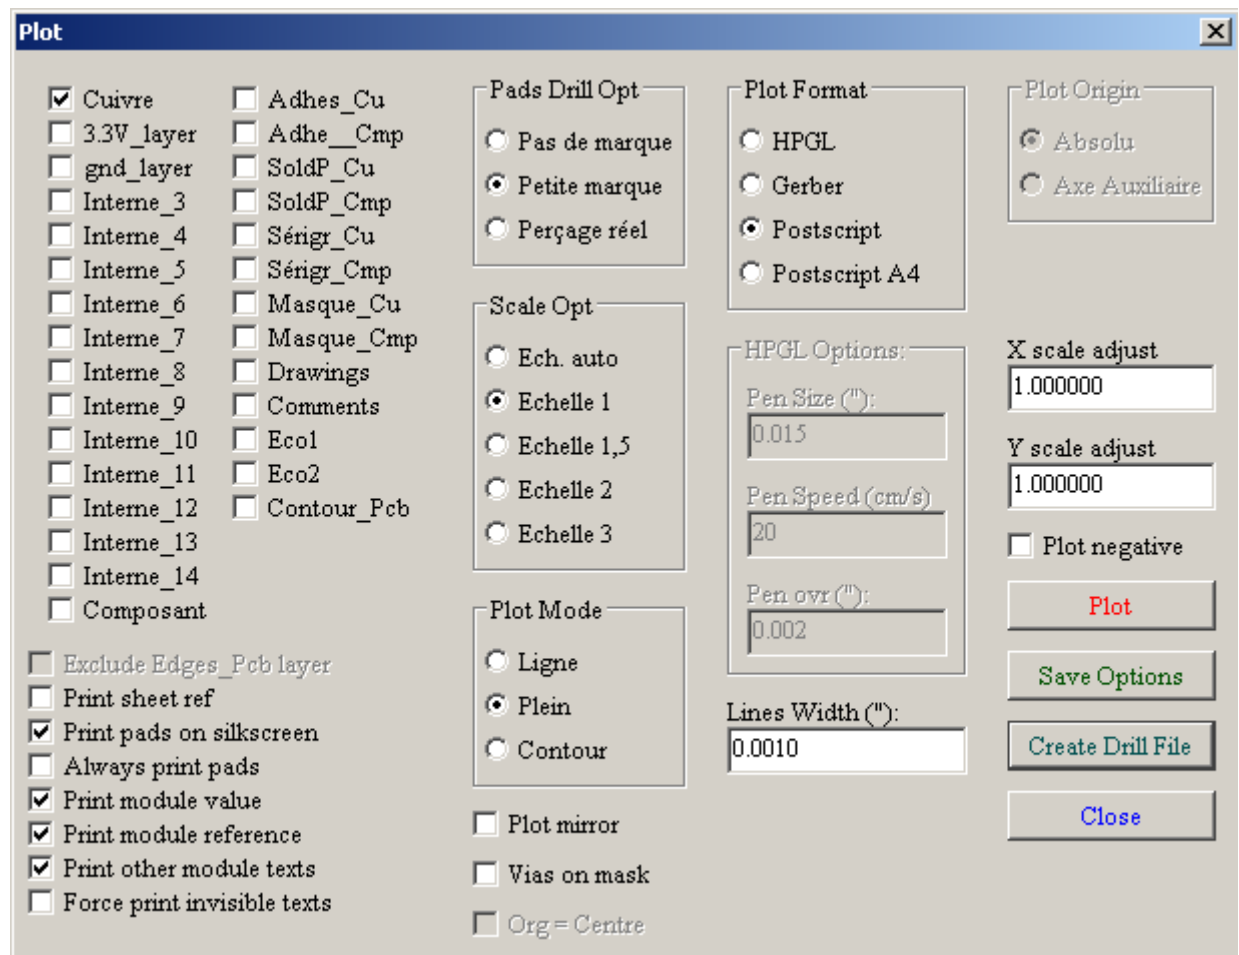 Plot
Cuivre
3.3V_layer
gnd_layer
Interne_3
Interne_4
Interne_5
Interne_6
Interne_7
Interne_8
Interne_9
Interne_10
Interne_11
Interne_12
Interne_13
Interne_14
Composant
Adhes_Cu
Adhe__Cmp
SoldP_Cu
SoldP_Cmp
Sérigr_Cu
Sérigr_Cmp
Masque_Cu
Masque_Cmp
Drawings
Comments
Eco1
Eco2
Contour_Pcb
Exclude Edges_Pcb layer
Print sheet ref
Print pads on silkscreen
Always print pads
Print module value
Print module reference
Print other module texts
Force print invisible texts
Pads Drill Opt
Pas de marque
Petite marque
Perçage réel
Scale Opt
Ech. auto
Echelle 1
Echelle 1,5
Echelle 2
Echelle 3
Plot Mode
Ligne
Plein
Contour
Plot mirror
Vias on mask
Org = Centre
Plot Format
HPGL
Gerber
Postscript
Postscript A4
HPGL Options:
Pen Size ("):
0.015
Pen Speed (cm/s)
20
Pen ovr ("):
0.002
Lines Width ("):
0.0010
Plot Origin
Absolu
Axe Auxiliaire
X scale adjust
1.000000
Y scale adjust
1.000000
Plot negative
Plot
Save Options
Create Drill File
Close